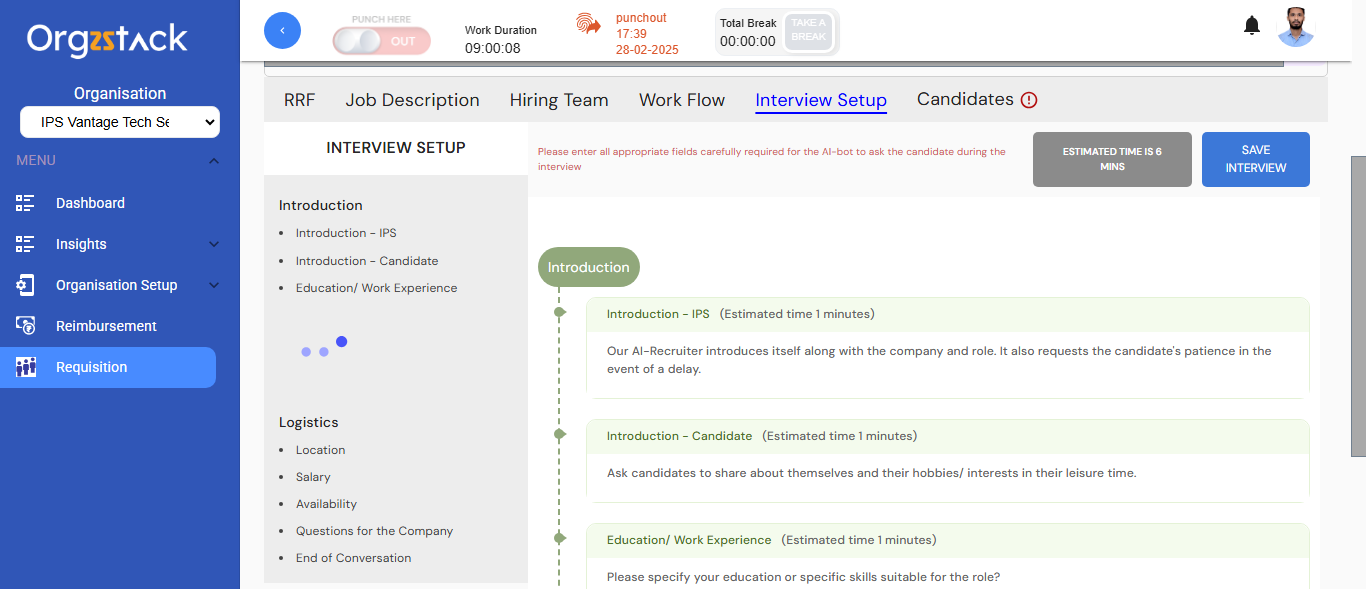 Orgzstack
Organisation
IPS Vantage Tech Se
MENU
Dashboard
Insights
Organisation Setup
Reimbursement
Requisition
PUNCH HERE
OUT
Work Duration
09:00:08
punchout
17:39
28-02-2025
Total Break
00:00:00
TAKE A
BREAK
RRF
Job Description
Hiring Team
Work Flow
Interview Setup
Candidates
INTERVIEW SETUP
Introduction
Introduction - IPS
Introduction - Candidate
Education/ Work Experience
Logistics
Location
Salary
Availability
Questions for the Company
End of Conversation
Please enter all appropriate fields carefully required for the AI-bot to ask the candidate during the
interview
ESTIMATED TIME IS 6
MINS
SAVE
INTERVIEW
Introduction
Introduction - IPS (Estimated time 1 minutes)
Our AI-Recruiter introduces itself along with the company and role. It also requests the candidate's patience in the
event of a delay.
Introduction - Candidate (Estimated time 1 minutes)
Ask candidates to share about themselves and their hobbies/ interests in their leisure time.
Education/ Work Experience (Estimated time 1 minutes)
Please specify your education or specific skills suitable for the role?